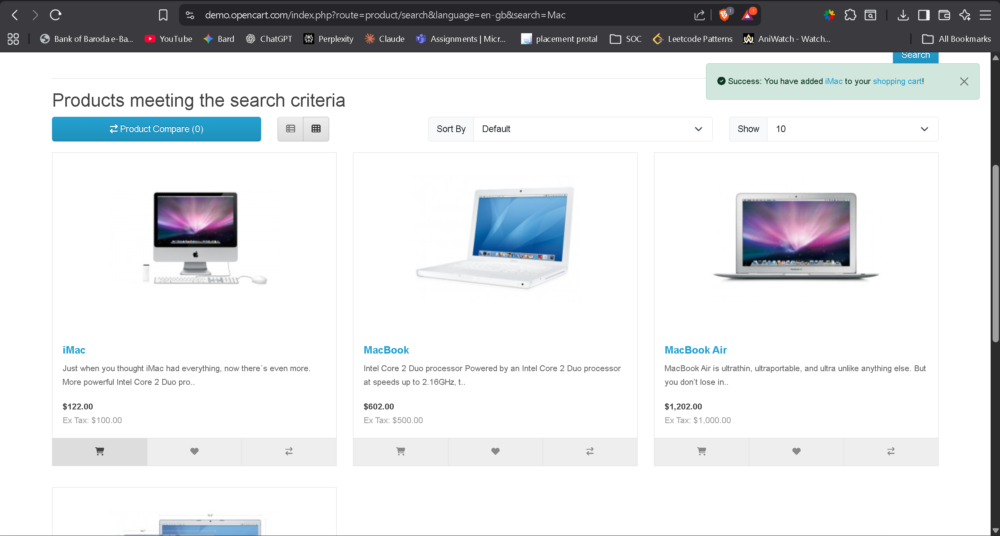 demo.opencart.com/index.php?route=product/search&language=en-gb&search=Mac
1
1
Bank of Baroda e-Ba...
YouTube
Bard
ChatGPT
Perplexity
Claude
Assignments | Micr...
placement protal
SOC
Leetcode Patterns
AniWatch - Watch...
All Bookmarks
Search
Success: You have added iMac to your shopping cart!
Products meeting the search criteria
Product Compare (0)
Sort By
Default
Show
10
iMac
Just when you thought iMac had everything, now there´s even more.
More powerful Intel Core 2 Duo pro..
$122.00
Ex Tax: $100.00
MacBook
Intel Core 2 Duo processor Powered by an Intel Core 2 Duo processor
at speeds up to 2.16GHz, t..
$602.00
Ex Tax: $500.00
MacBook Air
MacBook Air is ultrathin, ultraportable, and ultra unlike anything else. But
you don’t lose in..
$1,202.00
Ex Tax: $1,000.00